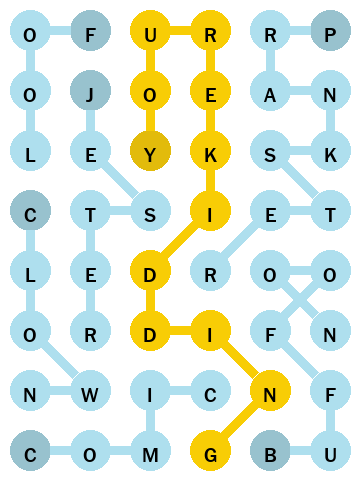 O F U R R P
O J O E A N
L E Y K S K
C T S I E T
L E D R O O
O R D I F N
N W I C N F
C O M G B U